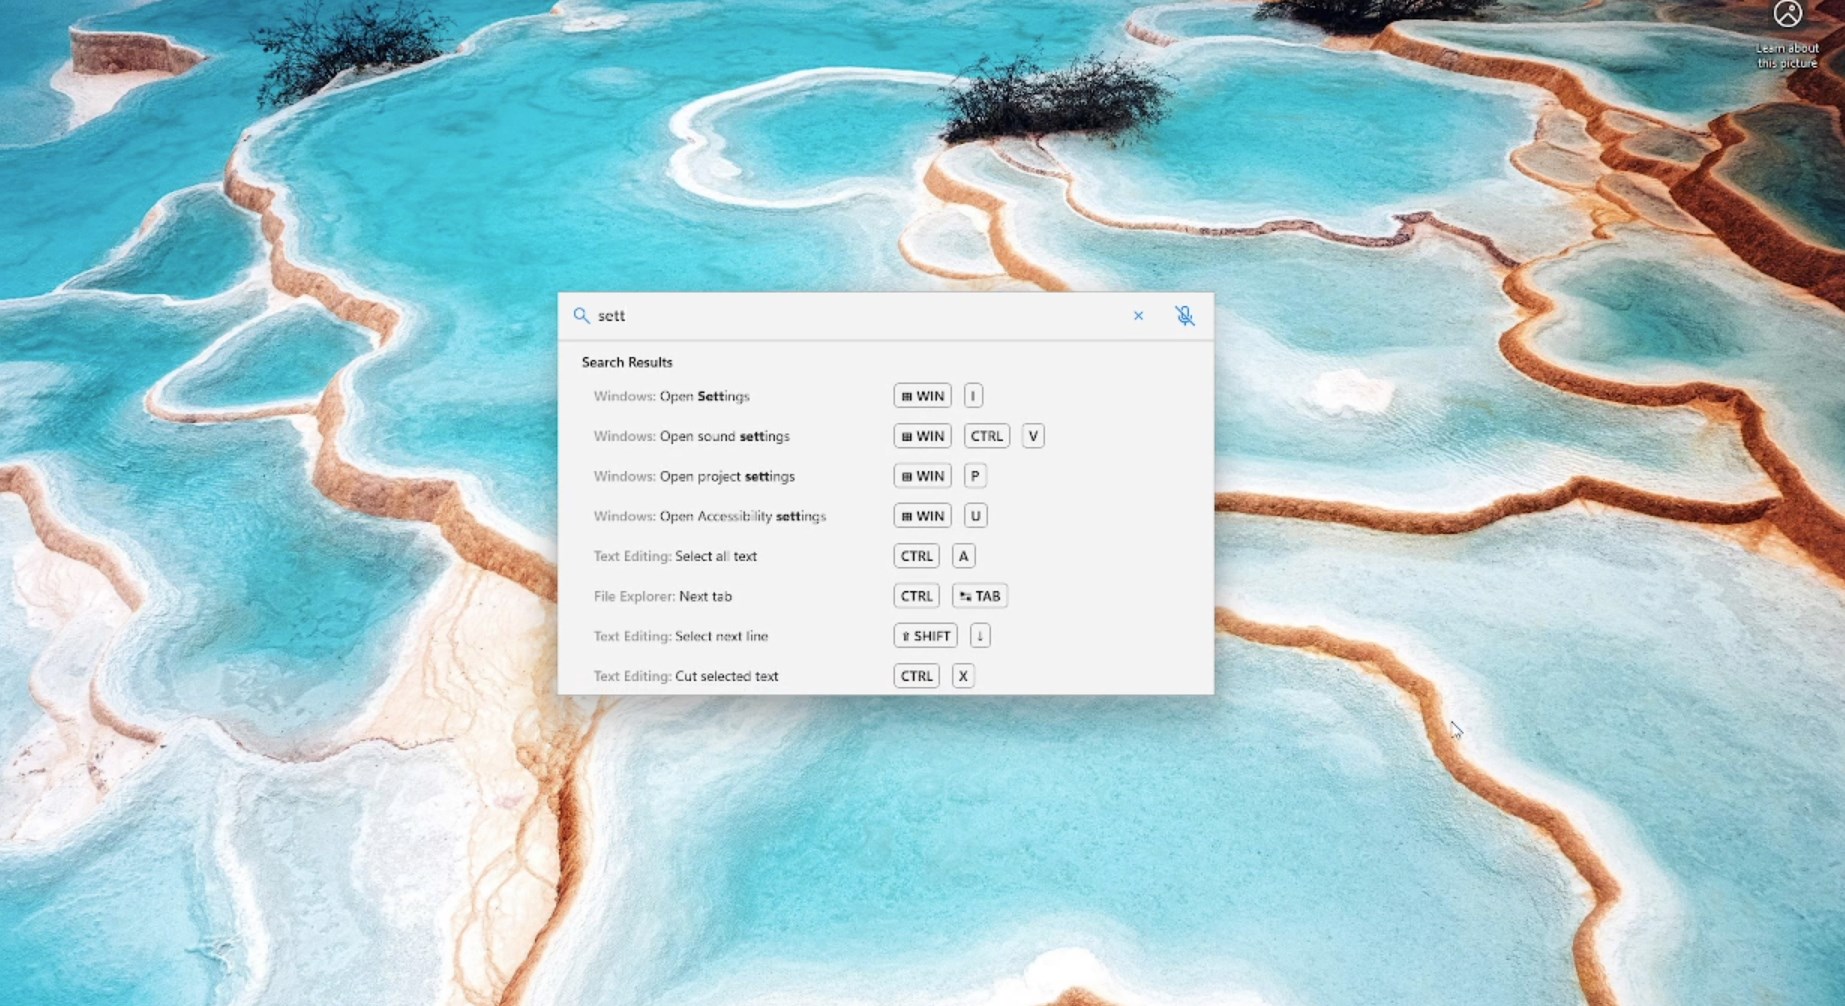 Learn about
this picture
sett
Search Results
Windows: Open Settings WIN I
Windows: Open sound settings WIN CTRL V
Windows: Open project settings WIN P
Windows: Open Accessibility settings WIN U
Text Editing: Select all text CTRL A
File Explorer: Next tab CTRL TAB
Text Editing: Select next line SHIFT ↓
Text Editing: Cut selected text CTRL X